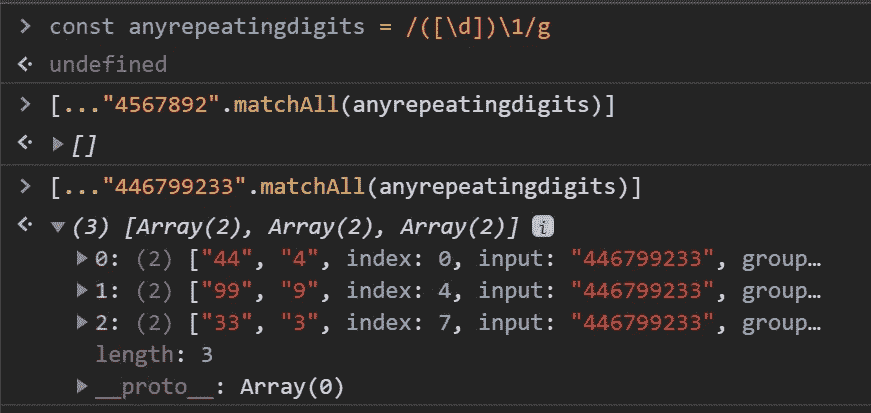 > const anyrepeatingdigits = /([\d])\1/g
undefined
> [..."4567892".matchAll(anyrepeatingdigits)]
[]
> [..."446799233".matchAll(anyrepeatingdigits)]
(3) [Array(2), Array(2), Array(2)] i
0: (2) ["44", "4", index: 0, input: "446799233", group…
1: (2) ["99", "9", index: 4, input: "446799233", group…
2: (2) ["33", "3", index: 7, input: "446799233", group…
length: 3
__proto__: Array(0)